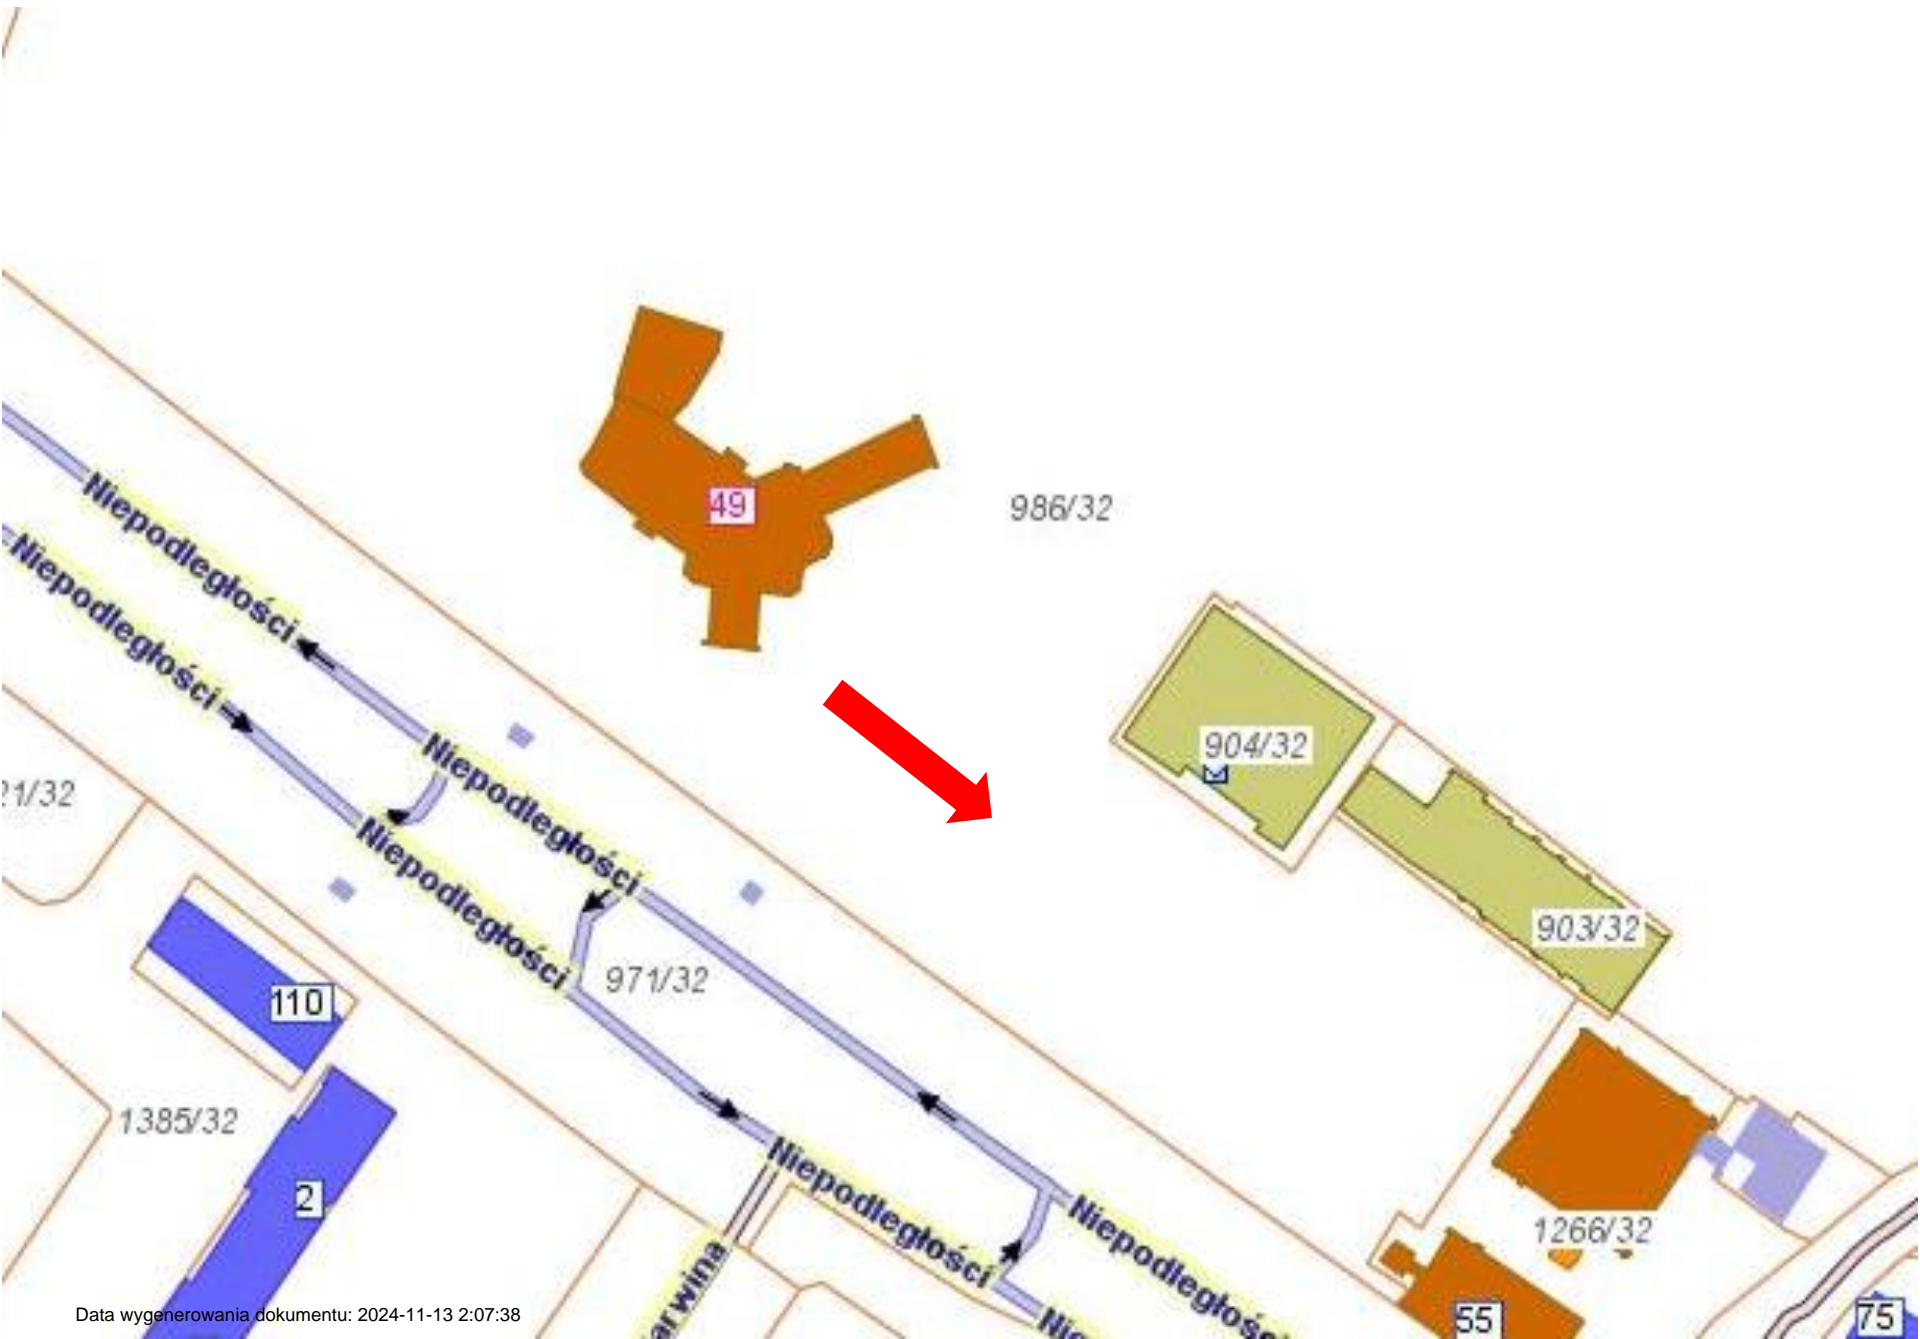 49
986/32
Niepodległości
Niepodległości
904/32
21/32
Niepodległości
Niepodległości
903/32
971/32
110
1385/32
2
Niepodległości
Niepodległości
1266/32
55
75
Data wygenerowania dokumentu: 2024-11-13 2:07:38